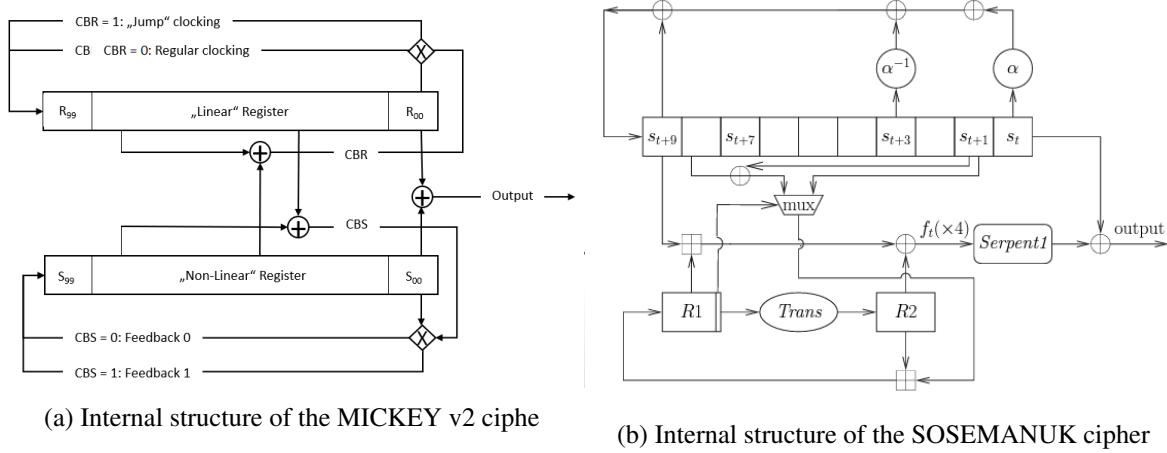 CBR = 1: „Jump“ clocking
CB CBR = 0: Regular clocking
R99 „Linear“ Register R00
CBR
Output
CBS
S99 „Non-Linear“ Register S00
CBS = 0: Feedback 0
CBS = 1: Feedback 1
(a) Internal structure of the MICKEY v2 ciphe
α−1 α
st+9 st+7 st+3 st+1 st
mux
ft(×4) Serpent1 output
R1 Trans R2
(b) Internal structure of the SOSEMANUK cipher